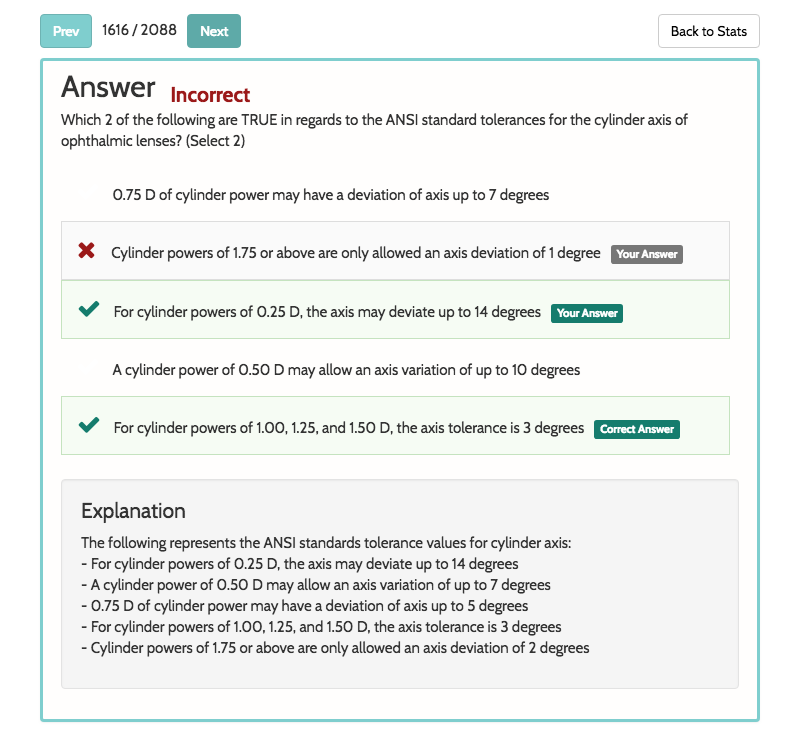 Prev 1616 / 2088 Next Back to Stats
Answer Incorrect
Which 2 of the following are TRUE in regards to the ANSI standard tolerances for the cylinder axis of
ophthalmic lenses? (Select 2)
0.75 D of cylinder power may have a deviation of axis up to 7 degrees
Cylinder powers of 1.75 or above are only allowed an axis deviation of 1 degree Your Answer
For cylinder powers of 0.25 D, the axis may deviate up to 14 degrees Your Answer
A cylinder power of 0.50 D may allow an axis variation of up to 10 degrees
For cylinder powers of 1.00, 1.25, and 1.50 D, the axis tolerance is 3 degrees Correct Answer
Explanation
The following represents the ANSI standards tolerance values for cylinder axis:
- For cylinder powers of 0.25 D, the axis may deviate up to 14 degrees
- A cylinder power of 0.50 D may allow an axis variation of up to 7 degrees
- 0.75 D of cylinder power may have a deviation of axis up to 5 degrees
- For cylinder powers of 1.00, 1.25, and 1.50 D, the axis tolerance is 3 degrees
- Cylinder powers of 1.75 or above are only allowed an axis deviation of 2 degrees